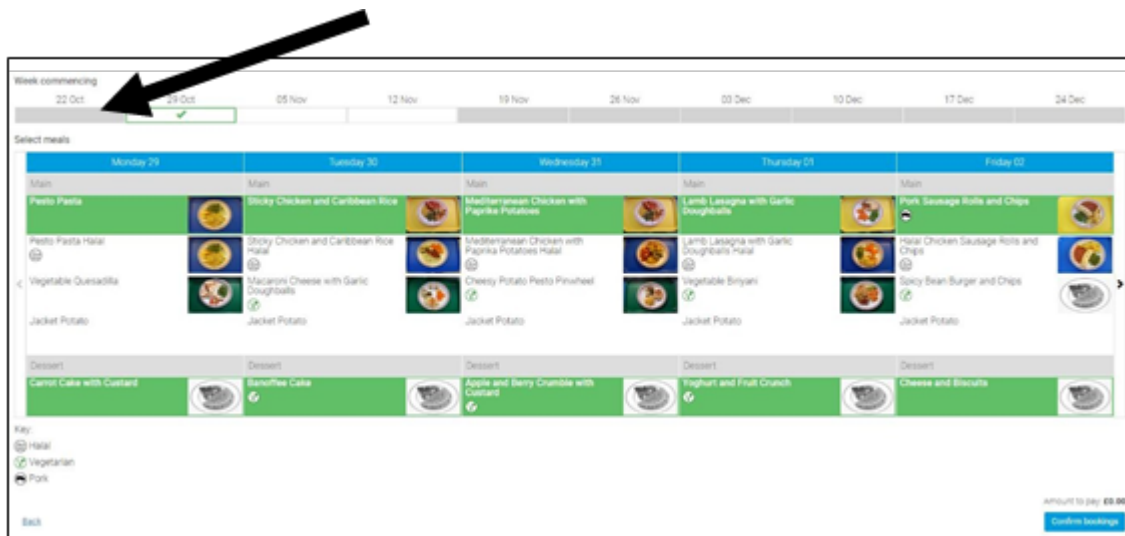 Week commencing
22 Oct 29 Oct 05 Nov 12 Nov 19 Nov 26 Nov 03 Dec 10 Dec 17 Dec 24 Dec
Select meals
Monday 29 Tuesday 30 Wednesday 31 Thursday 01 Friday 02
Main Main Main Main Main
Pesto Pasta
Sticky Chicken and Caribbean Rice
Mediterranean Chicken with
Paprika Potatoes
Lamb Lasagna with Garlic
Doughballs
Pork Sausage Rolls and Chips
Pesto Pasta Halal
Sticky Chicken and Caribbean Rice
Halal
Mediterranean Chicken with
Paprika Potatoes Halal
Lamb Lasagna with Garlic
Doughballs Halal
Halal Chicken Sausage Rolls and
Chips
Vegetable Quesadilla
Macaroni Cheese with Garlic
Doughballs
Cheesy Potato Pesto Pinwheel
Vegetable Binyani
Spicy Bean Burger and Chips
Jacket Potato Jacket Potato Jacket Potato Jacket Potato Jacket Potato
Dessert Dessert Dessert Dessert Dessert
Carrot Cake with Custard
Banoffee Cake
Apple and Berry Crumble with
Custard
Yoghurt and Fruit Crunch
Cheese and Biscuits
Key:
Halal
Vegetarian
Pork
Amount to pay: £0.00
Back
Confirm bookings